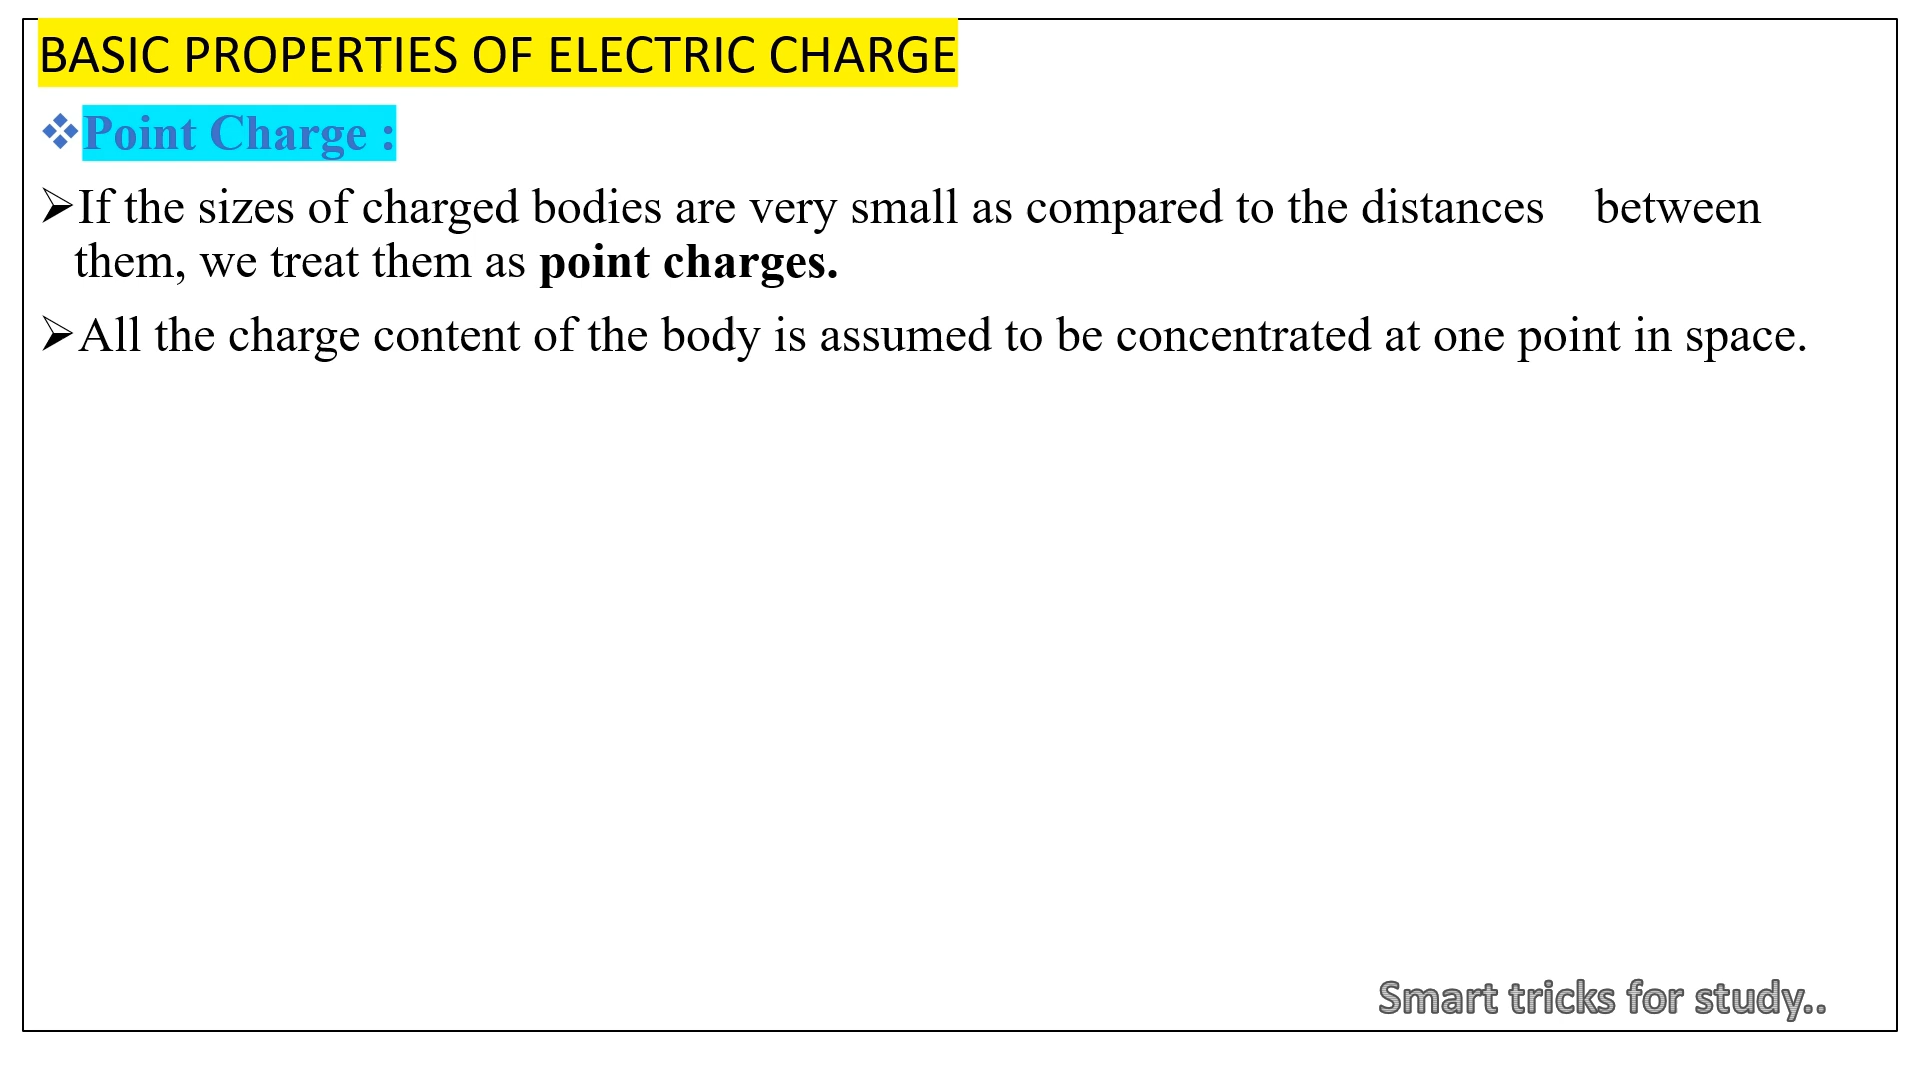 BASIC PROPERTIES OF ELECTRIC CHARGE
❖Point Charge :
➢If the sizes of charged bodies are very small as compared to the distances    between
them, we treat them as point charges.
➢All the charge content of the body is assumed to be concentrated at one point in space.
Smart tricks for study..